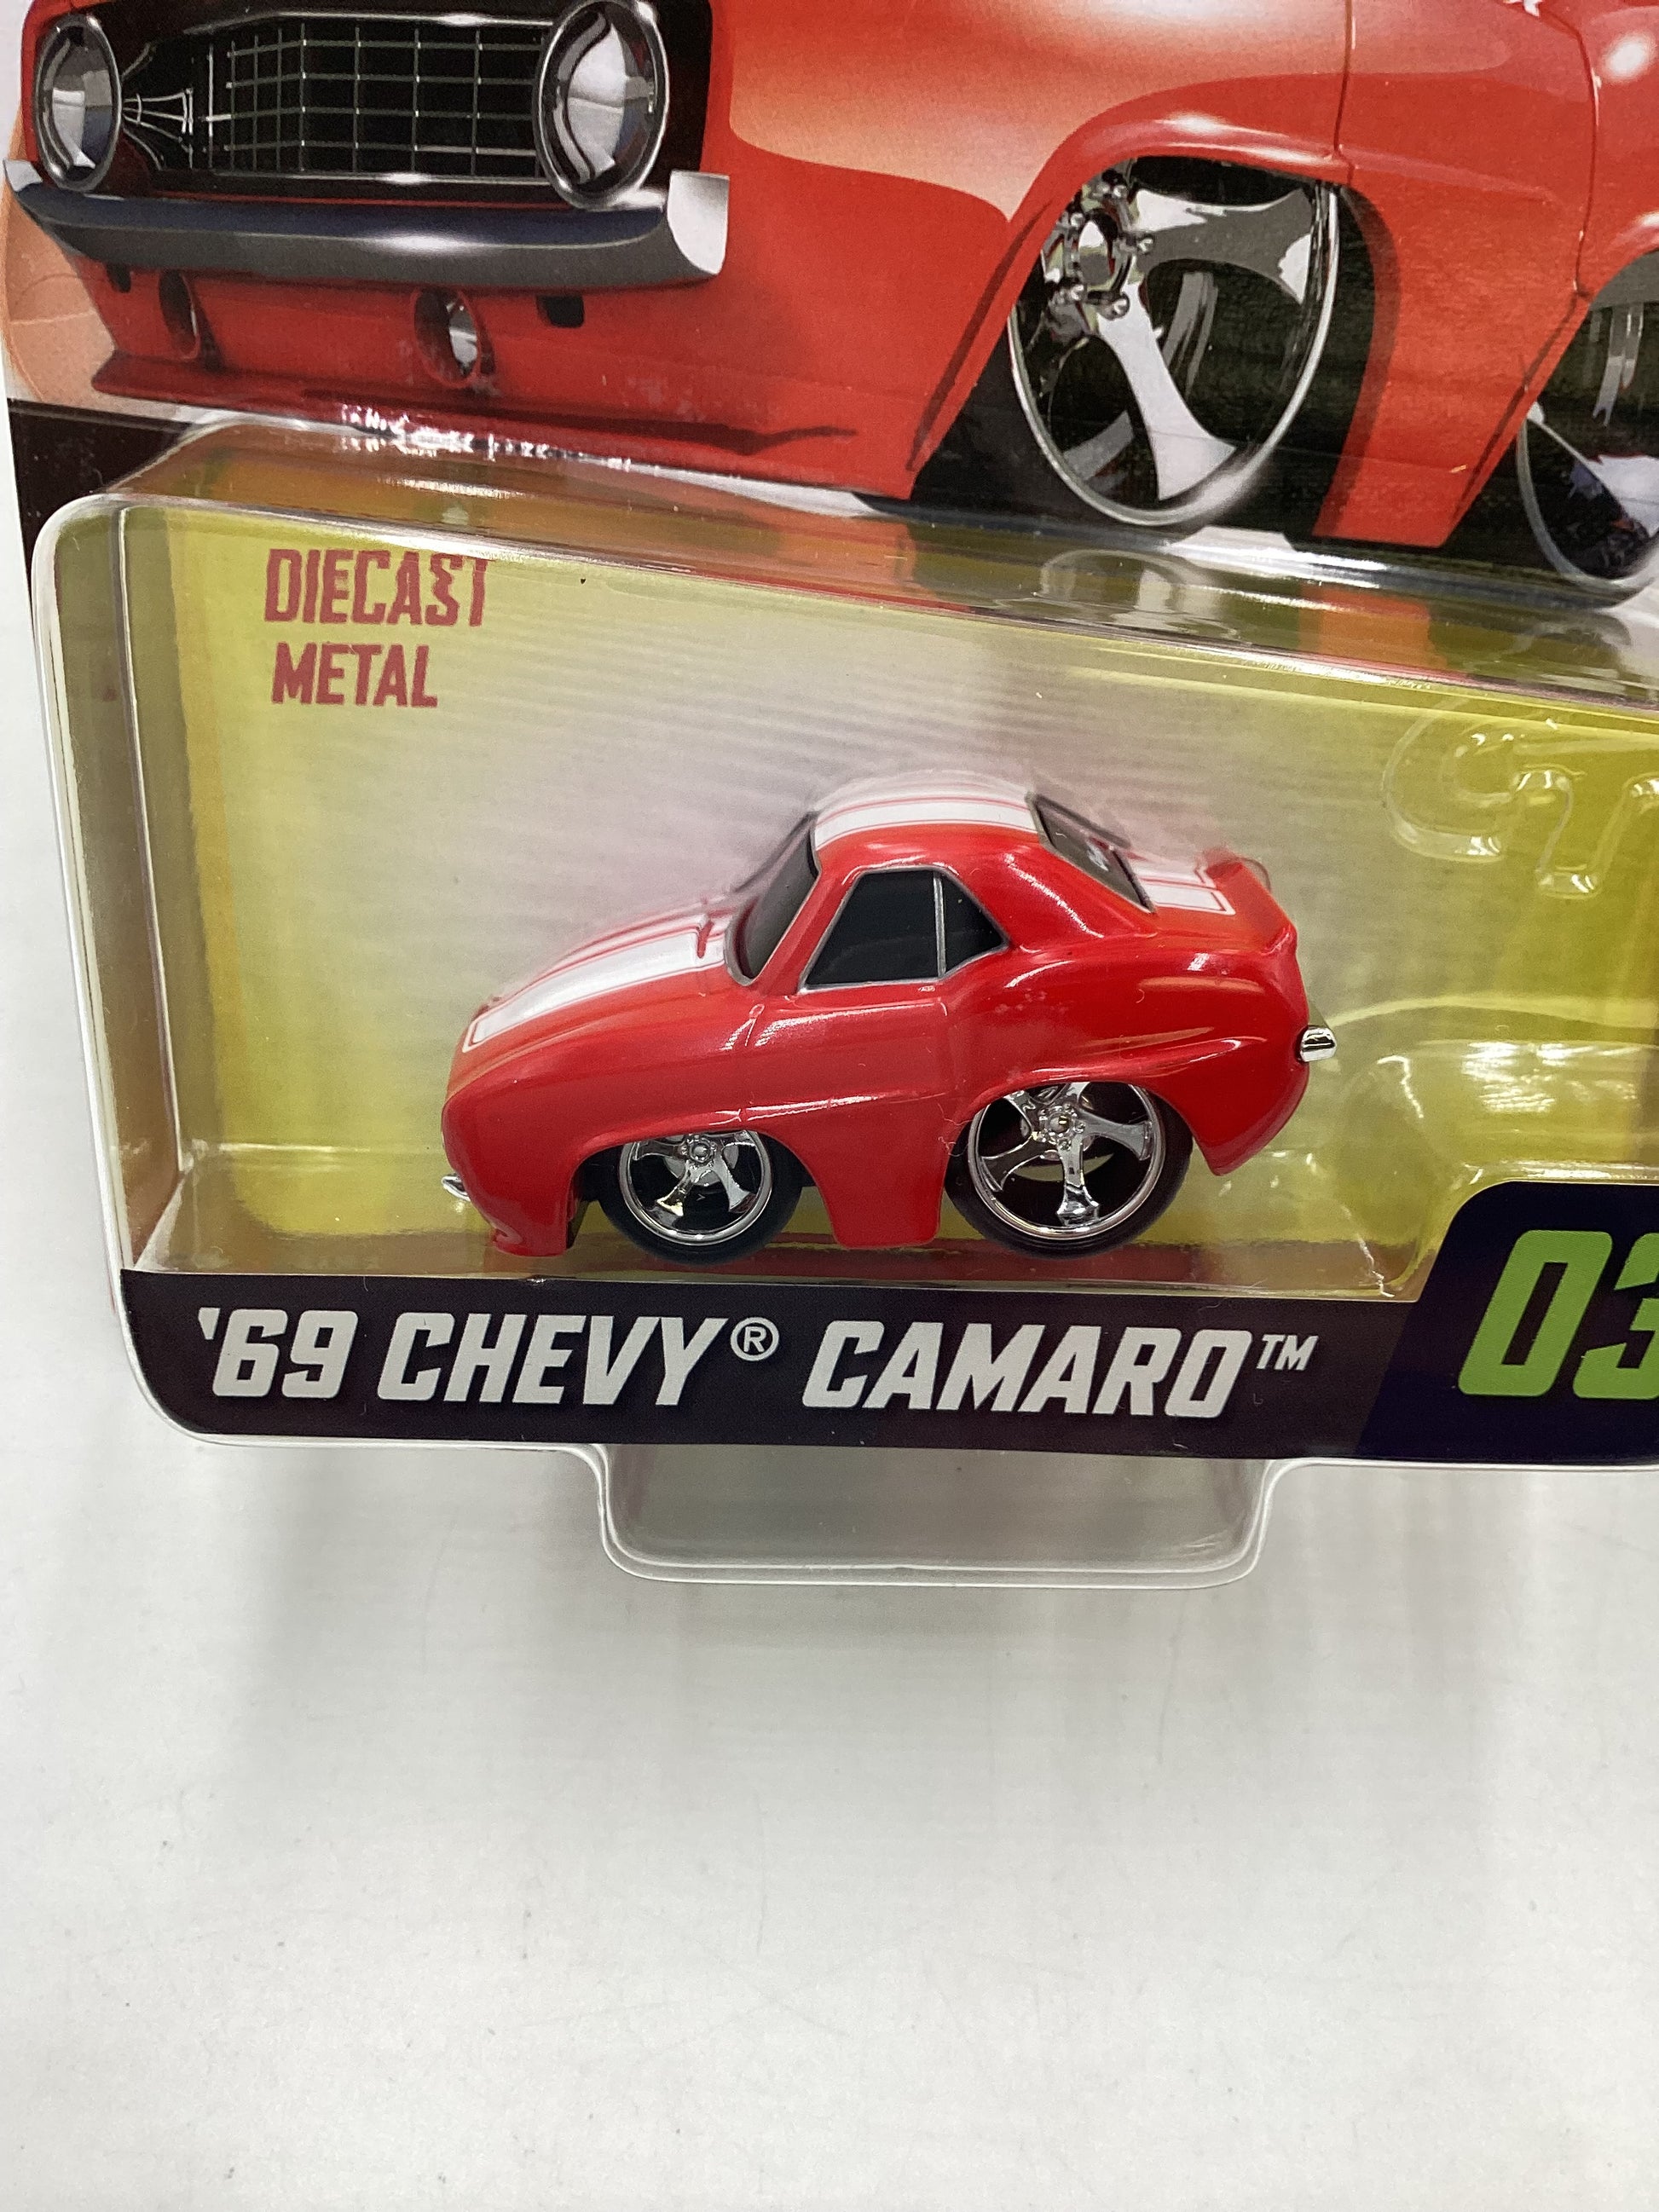 DIECAST
METAL
'69 CHEVY® CAMARO™
03